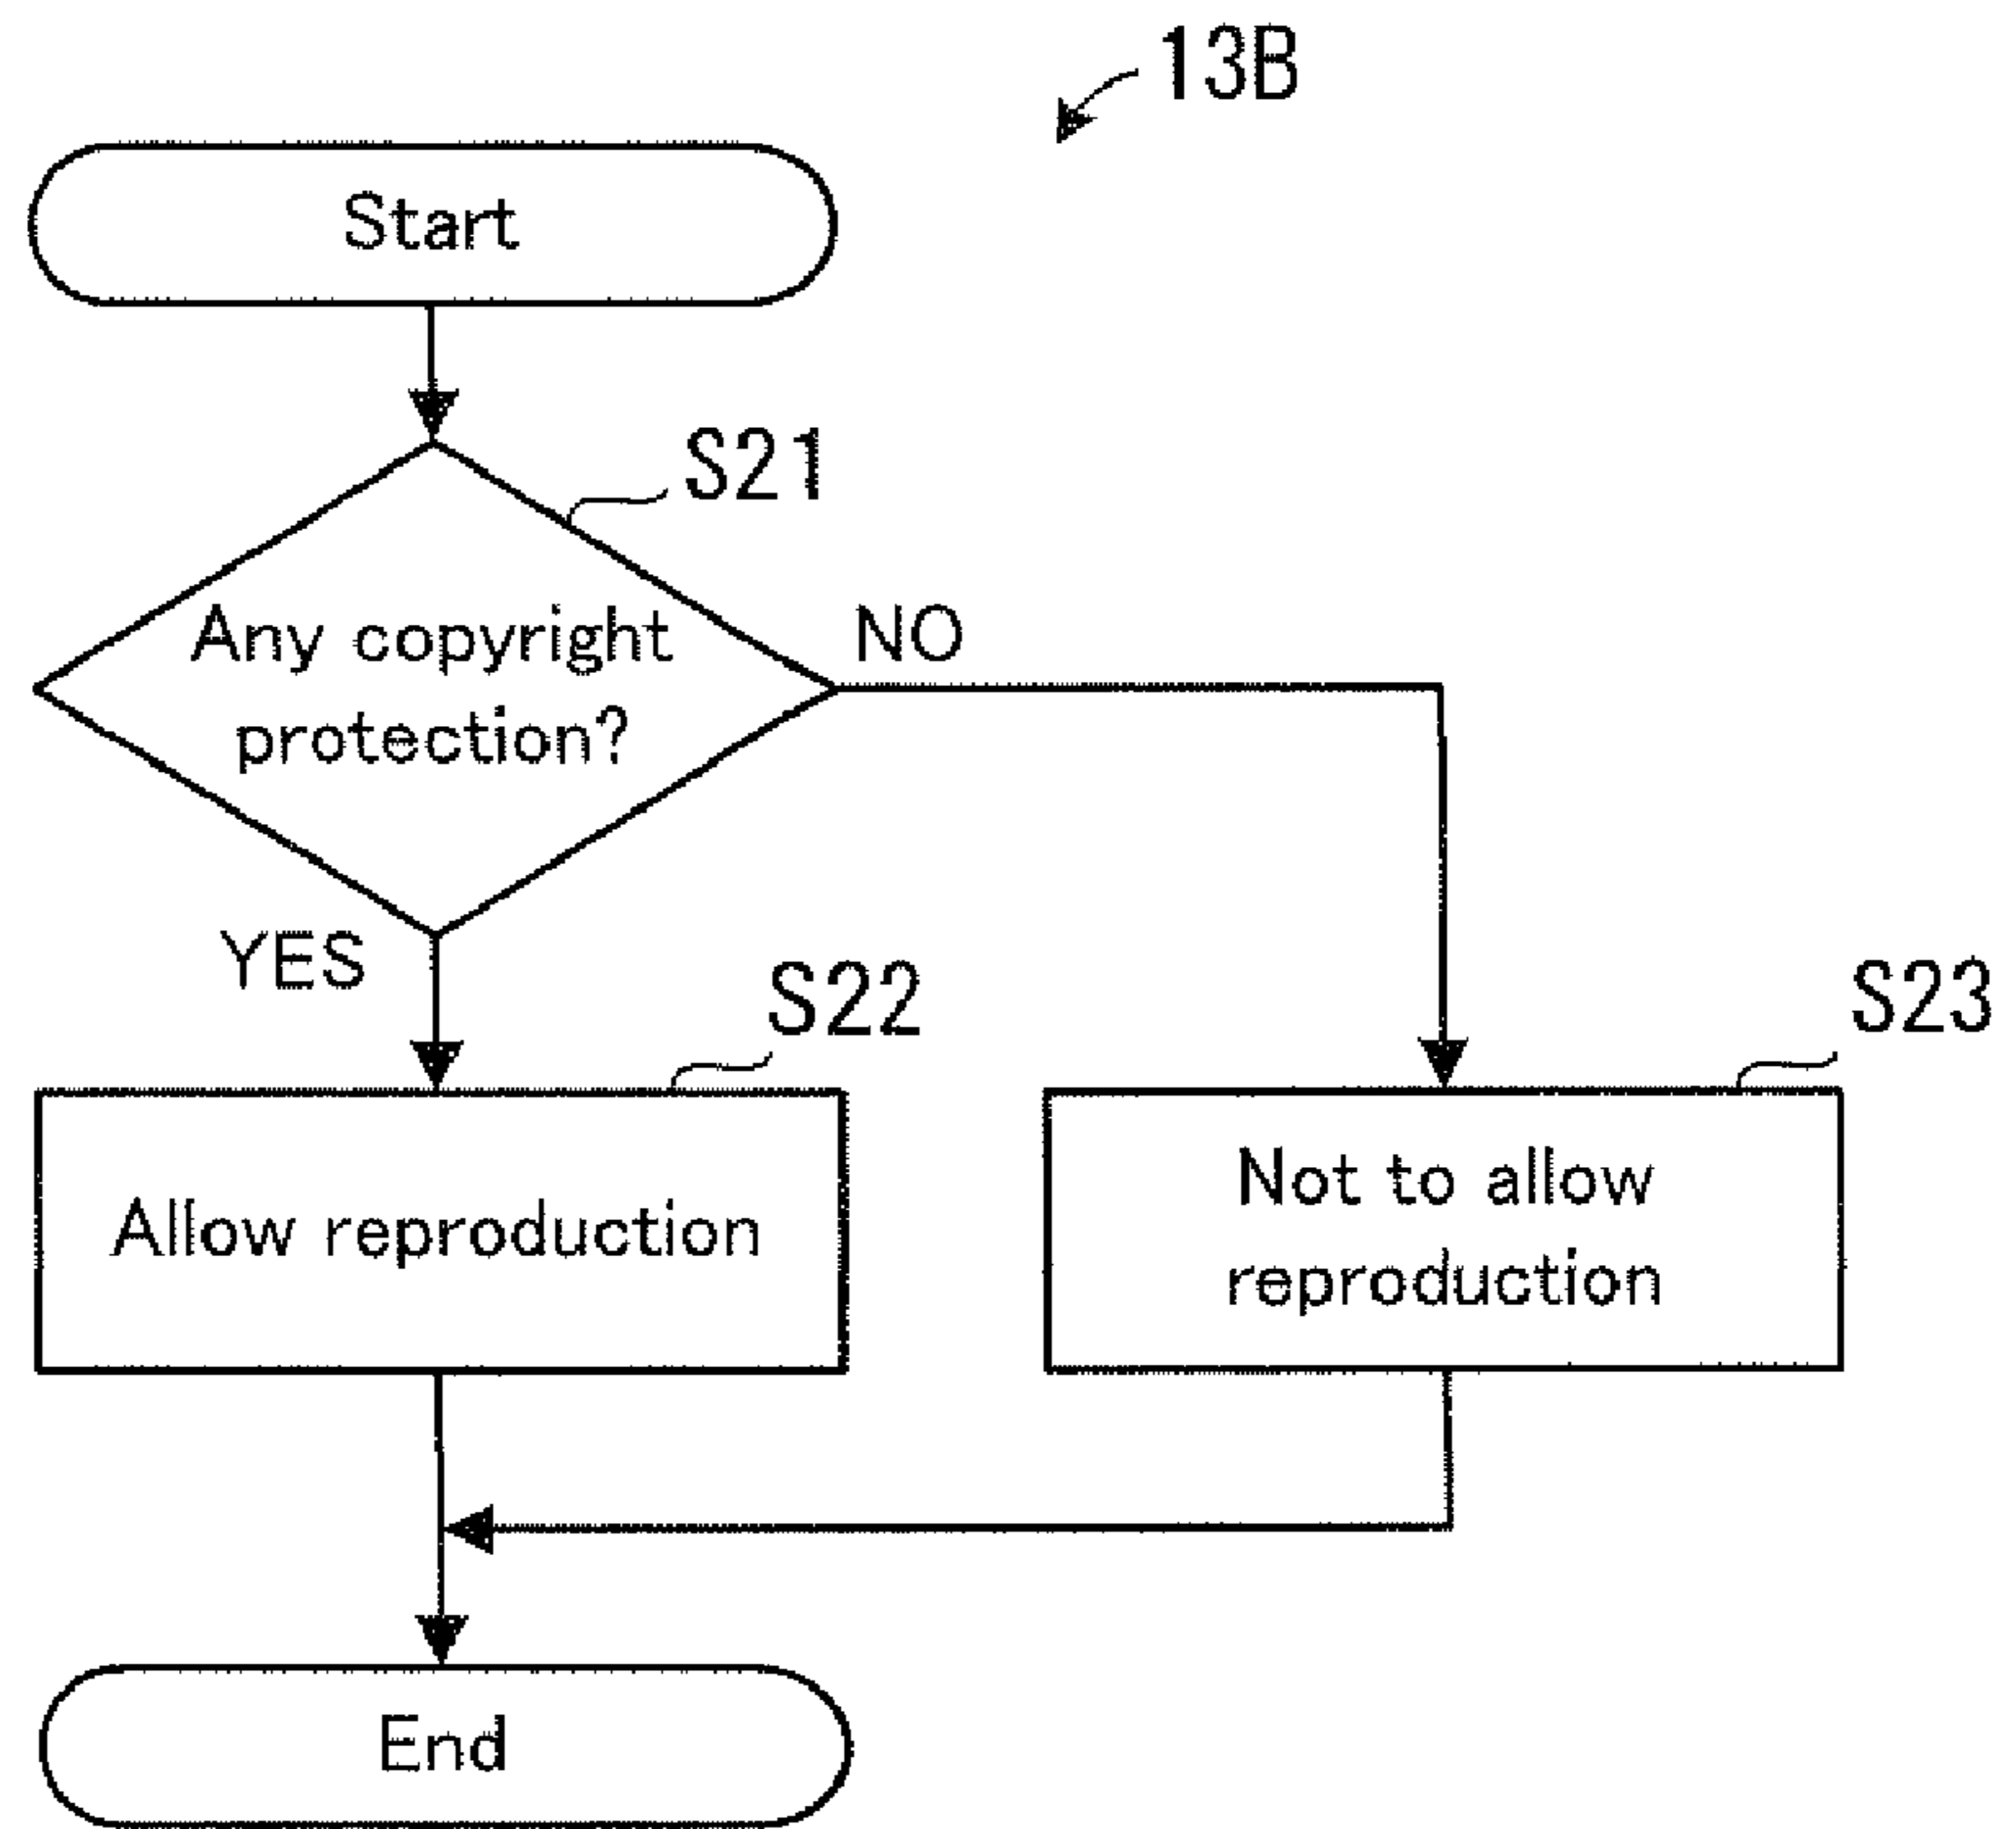 13B
Start
S21
Any copyright
protection?
NO
YES
S22
S23
Allow reproduction
Not to allow
reproduction
End